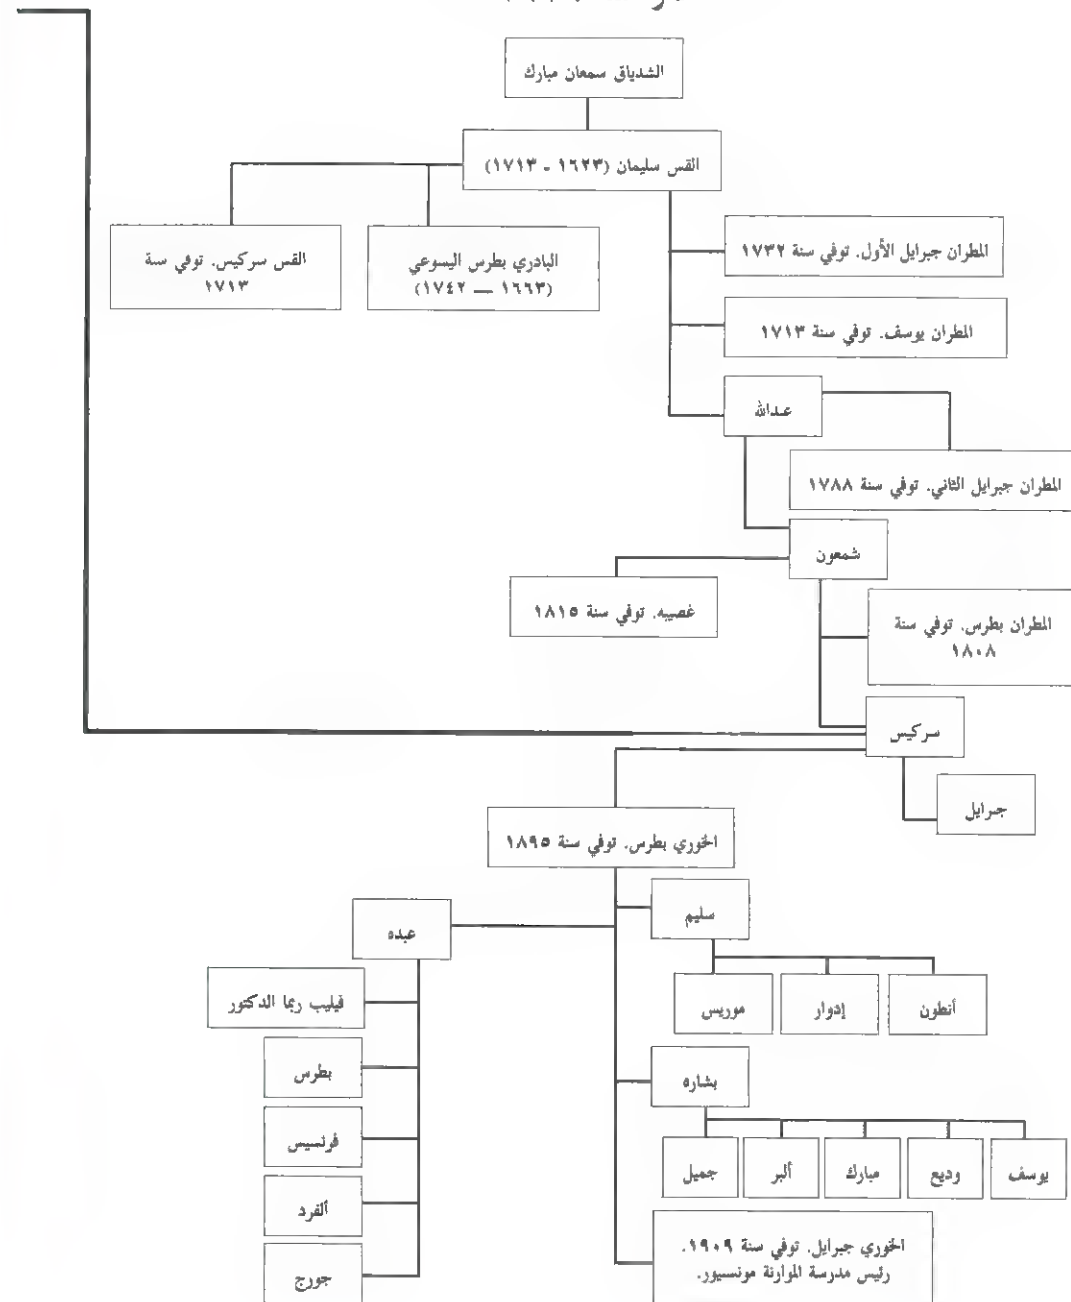 الشدياق سمعان مبارك
القس سليمان (١٦٢٣ - ١٧١٣)
المطران جبرايل الأول. توفي سنة ١٧٣٢
البادري بطرس اليسوعي
(١٦٦٣ — ١٧٤٢)
القس سركيس. توفي سنة
١٧١٣
المطران يوسف. توفي سنة ١٧١٣
عبدالله
المطران جبرايل الثاني. توفي سنة ١٧٨٨
شمعون
غصيبه. توفي سنة ١٨١٥
المطران بطرس. توفي سنة
١٨٠٨
سركيس
جبرايل
الخوري بطرس. توفي سنة ١٨٩٥
سليم
عبده
أنطون
إدوار
موريس
فيليب ربما الدكتور
بشاره
بطرس
يوسف
وديع
مبارك
ألبر
جميل
فرنسيس
ألفرد
الخوري جبرايل. توفي سنة ١٩٠٩.
رئيس مدرسة الموارنة مونسنيور.
جورج